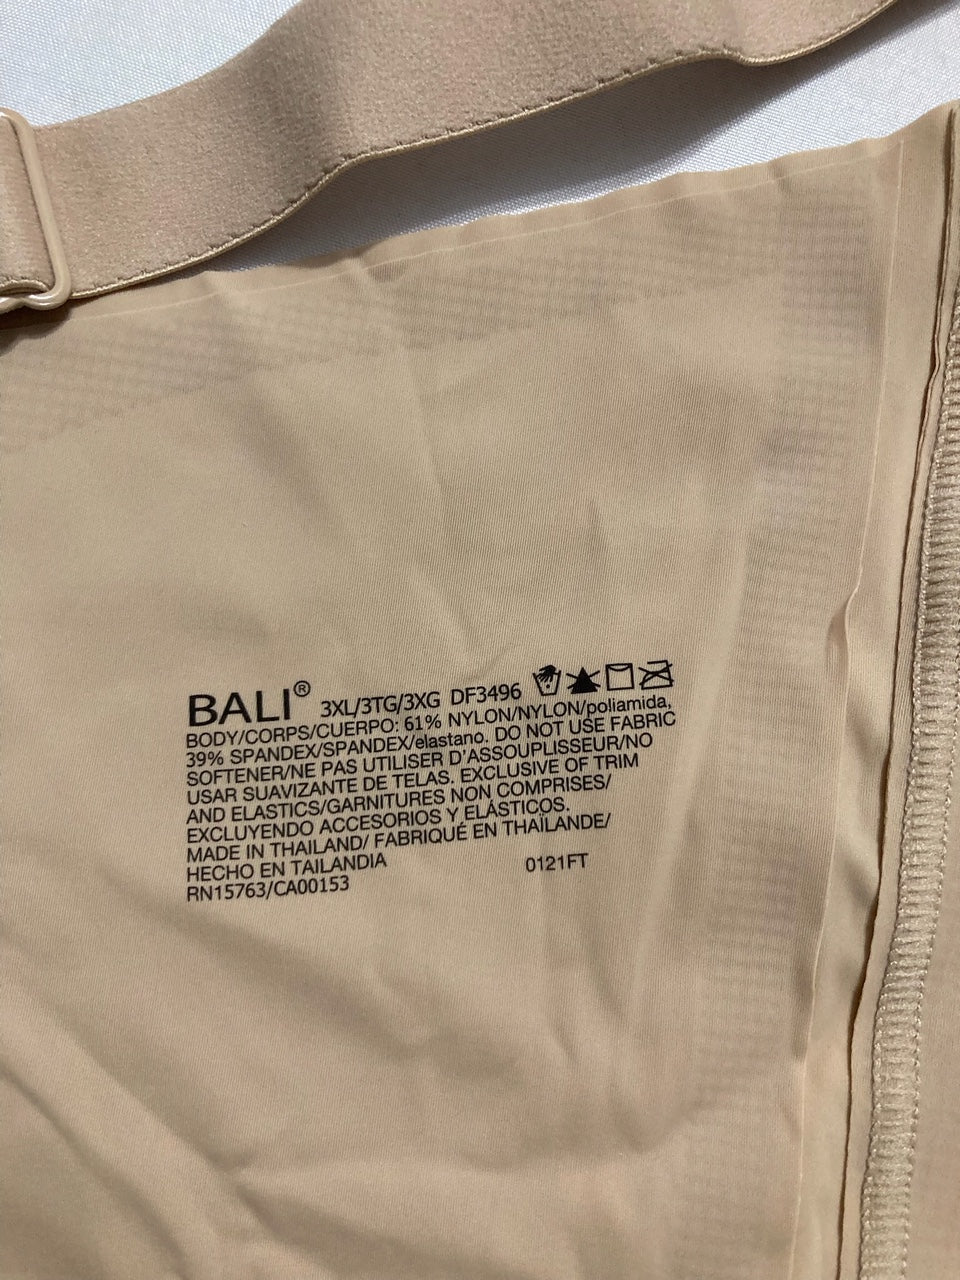 BALI® 3XL/3TG/3XG DF3496
BODY/CORPS/CUERPO: 61% NYLON/NYLON/poliamida,
39% SPANDEX/SPANDEX/elastano. DO NOT USE FABRIC
SOFTENER/NE PAS UTILISER D'ASSOUPLISSEUR/NO
USAR SUAVIZANTE DE TELAS. EXCLUSIVE OF TRIM
AND ELASTICS/GARNITURES NON COMPRISES/
EXCLUYENDO ACCESORIOS Y ELÁSTICOS.
MADE IN THAILAND/ FABRIQUÉ EN THAÏLANDE/
HECHO EN TAILANDIA 0121FT
RN15763/CA00153